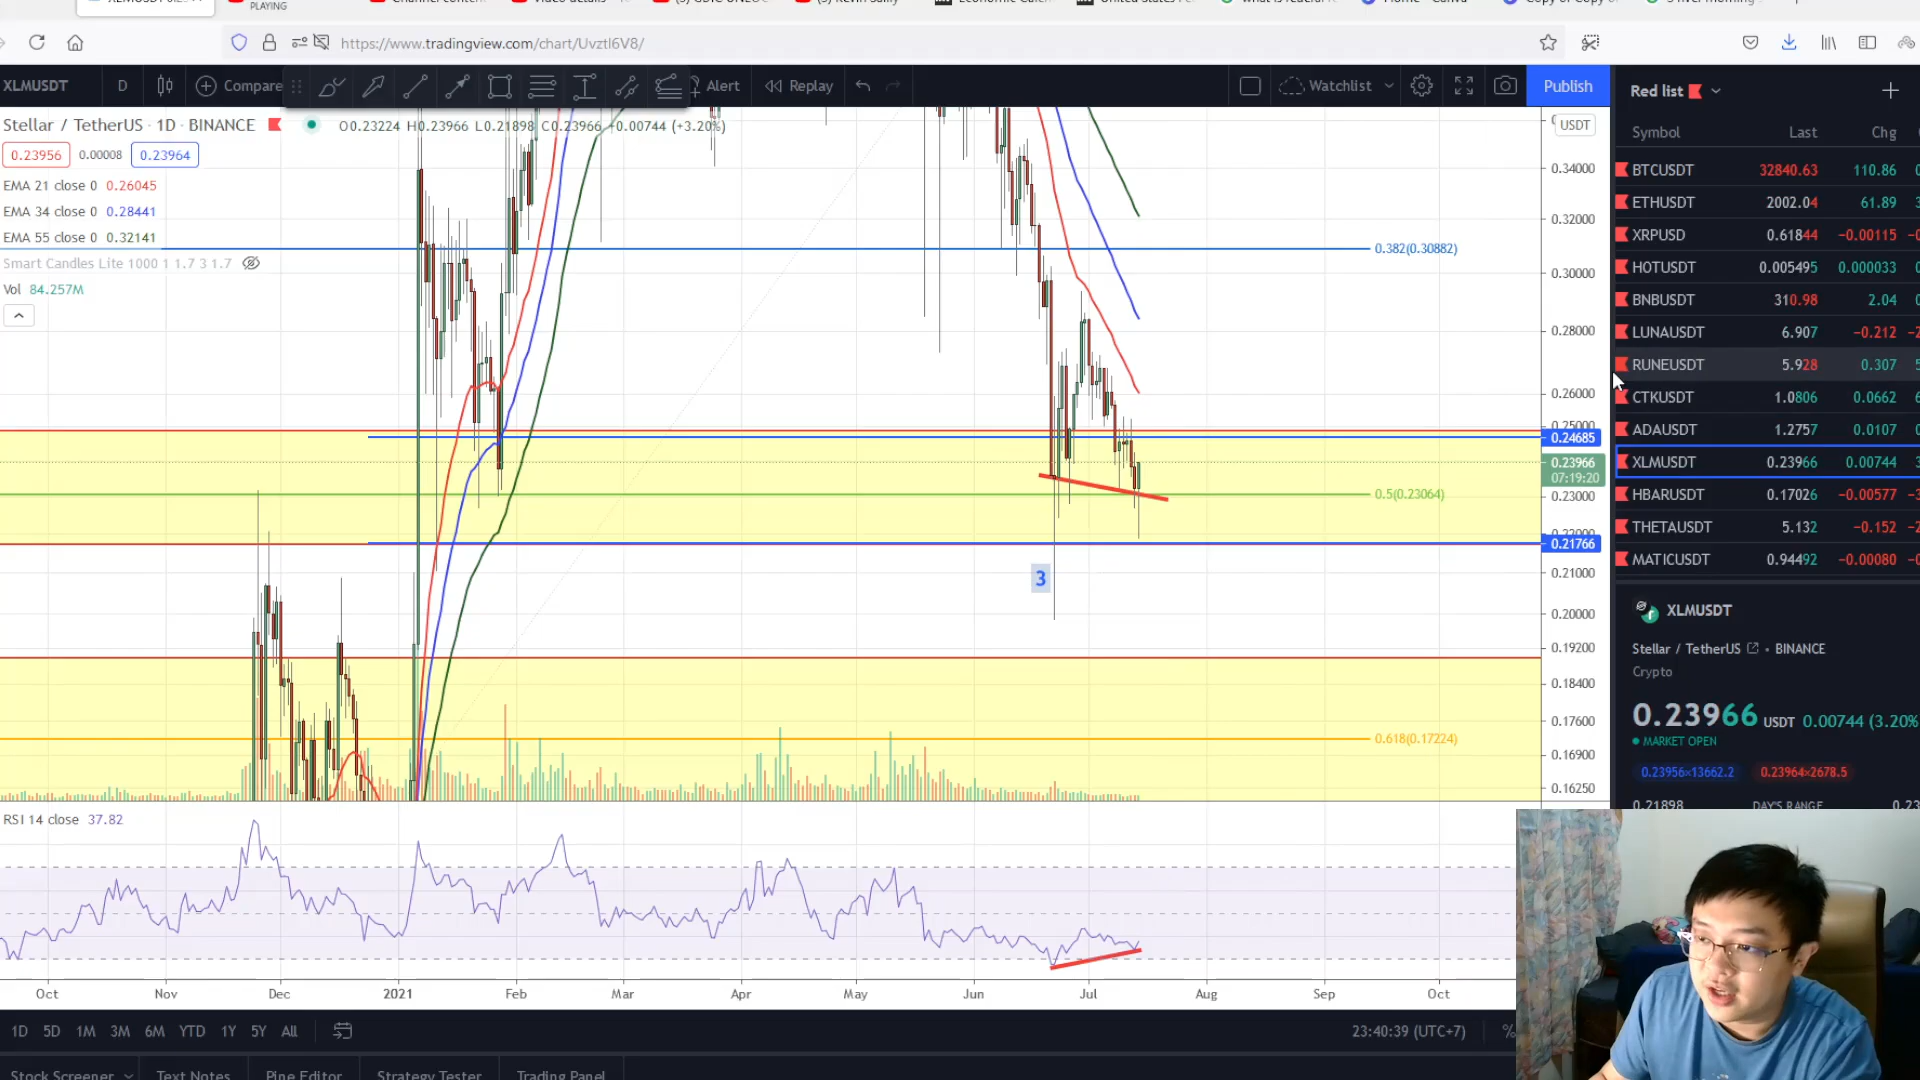 PLAYING
https://www.tradingview.com/chart/Uvztl6V8/
XLMUSDT D Compare Alert Replay Watchlist Publish
Red list
Stellar / TetherUS · 1D · BINANCE O0.23224 H0.23966 L0.21898 C0.23966 +0.00744 (+3.20%)
USDT
Symbol Last Chg
0.23956 0.00008 0.23964
EMA 21 close 0 0.26045
EMA 34 close 0 0.28441
EMA 55 close 0 0.32141
Smart Candles Lite 1000 1 1.7 3 1.7
Vol 84.257M
0.382(0.30882)
0.5(0.23064)
0.618(0.17224)
3
0.34000
0.32000
0.30000
0.28000
0.26000
0.25000
0.24685
0.23966
07:19:20
0.23000
0.22000
0.21766
0.21000
0.20000
0.19200
0.18400
0.17600
0.16900
0.16250
BTCUSDT 32840.63 110.86
ETHUSDT 2002.04 61.89
XRPUSD 0.61844 −0.00115
HOTUSDT 0.005495 0.000033
BNBUSDT 310.98 2.04
LUNAUSDT 6.907 −0.212
RUNEUSDT 5.928 0.307
CTKUSDT 1.0806 0.0662
ADAUSDT 1.2757 0.0107
XLMUSDT 0.23966 0.00744
HBARUSDT 0.17026 −0.00577
THETAUSDT 5.132 −0.152
MATICUSDT 0.94492 −0.00080
XLMUSDT
Stellar / TetherUS • BINANCE
Crypto
0.23966 USDT 0.00744 (3.20%
MARKET OPEN
0.23956×13662.2 0.23964×2678.5
0.21898 DAY'S RANGE
RSI 14 close 37.82
Oct Nov Dec 2021 Feb Mar Apr May Jun Jul Aug Sep Oct
1D 5D 1M 3M 6M YTD 1Y 5Y All
23:40:39 (UTC+7) %
Stock Screener Text Notes Pine Editor Strategy Tester Trading Panel